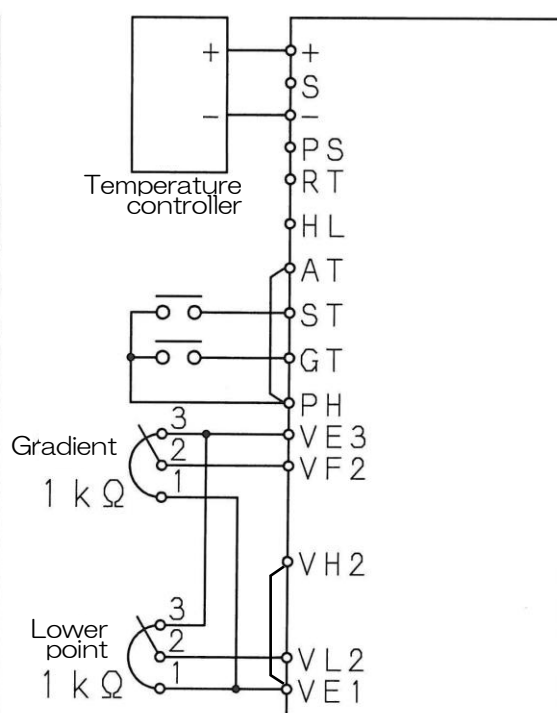 + +
S
− −
PS
Temperature
controller
RT
HL
AT
ST
GT
PH
3
VE3
Gradient
2
VF2
1
1 kΩ
VH2
3
Lower
point
2
VL2
1
1 kΩ
VE1